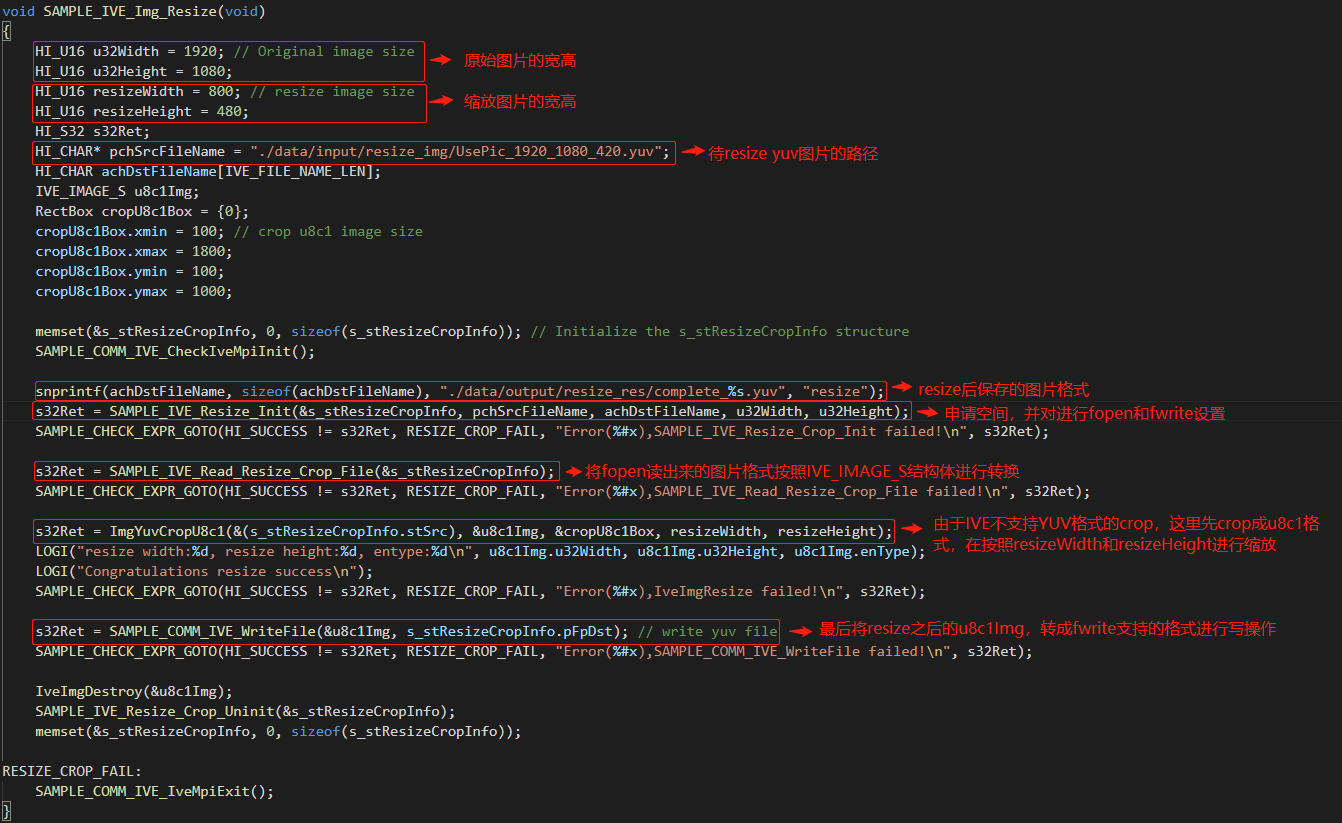 void SAMPLE_IVE_Img_Resize(void)
{
HI_U16 u32Width = 1920; // Original image size
HI_U16 u32Height = 1080;
原始图片的宽高
HI_U16 resizeWidth = 800; // resize image size
HI_U16 resizeHeight = 480;
缩放图片的宽高
HI_S32 s32Ret;
HI_CHAR* pchSrcFileName = "./data/input/resize_img/UsePic_1920_1080_420.yuv"; 待resize yuv图片的路径
HI_CHAR achDstFileName[IVE_FILE_NAME_LEN];
IVE_IMAGE_S u8c1Img;
RectBox cropU8c1Box = {0};
cropU8c1Box.xmin = 100; // crop u8c1 image size
cropU8c1Box.xmax = 1800;
cropU8c1Box.ymin = 100;
cropU8c1Box.ymax = 1000;
memset(&s_stResizeCropInfo, 0, sizeof(s_stResizeCropInfo)); // Initialize the s_stResizeCropInfo structure
SAMPLE_COMM_IVE_CheckIveMpiInit();
snprintf(achDstFileName, sizeof(achDstFileName), "./data/output/resize_res/complete_%s.yuv", "resize"); resize后保存的图片格式
s32Ret = SAMPLE_IVE_Resize_Init(&s_stResizeCropInfo, pchSrcFileName, achDstFileName, u32Width, u32Height); 申请空间，并对进行fopen和fwrite设置
SAMPLE_CHECK_EXPR_GOTO(HI_SUCCESS != s32Ret, RESIZE_CROP_FAIL, "Error(%#x),SAMPLE_IVE_Resize_Crop_Init failed!\n", s32Ret);
s32Ret = SAMPLE_IVE_Read_Resize_Crop_File(&s_stResizeCropInfo); 将fopen读出来的图片格式按照IVE_IMAGE_S结构体进行转换
SAMPLE_CHECK_EXPR_GOTO(HI_SUCCESS != s32Ret, RESIZE_CROP_FAIL, "Error(%#x),SAMPLE_IVE_Read_Resize_Crop_File failed!\n", s32Ret);
s32Ret = ImgYuvCropU8c1(&(s_stResizeCropInfo.stSrc), &u8c1Img, &cropU8c1Box, resizeWidth, resizeHeight);
由于IVE不支持YUV格式的crop，这里先crop成u8c1格
式，在按照resizeWidth和resizeHeight进行缩放
LOGI("resize width:%d, resize height:%d, entype:%d\n", u8c1Img.u32Width, u8c1Img.u32Height, u8c1Img.enType);
LOGI("Congratulations resize success\n");
SAMPLE_CHECK_EXPR_GOTO(HI_SUCCESS != s32Ret, RESIZE_CROP_FAIL, "Error(%#x),IveImgResize failed!\n", s32Ret);
s32Ret = SAMPLE_COMM_IVE_WriteFile(&u8c1Img, s_stResizeCropInfo.pFpDst); // write yuv file 最后将resize之后的u8c1Img，转成fwrite支持的格式进行写操作
SAMPLE_CHECK_EXPR_GOTO(HI_SUCCESS != s32Ret, RESIZE_CROP_FAIL, "Error(%#x),SAMPLE_COMM_IVE_WriteFile failed!\n", s32Ret);
IveImgDestroy(&u8c1Img);
SAMPLE_IVE_Resize_Crop_Uninit(&s_stResizeCropInfo);
memset(&s_stResizeCropInfo, 0, sizeof(s_stResizeCropInfo));
RESIZE_CROP_FAIL:
SAMPLE_COMM_IVE_IveMpiExit();
}